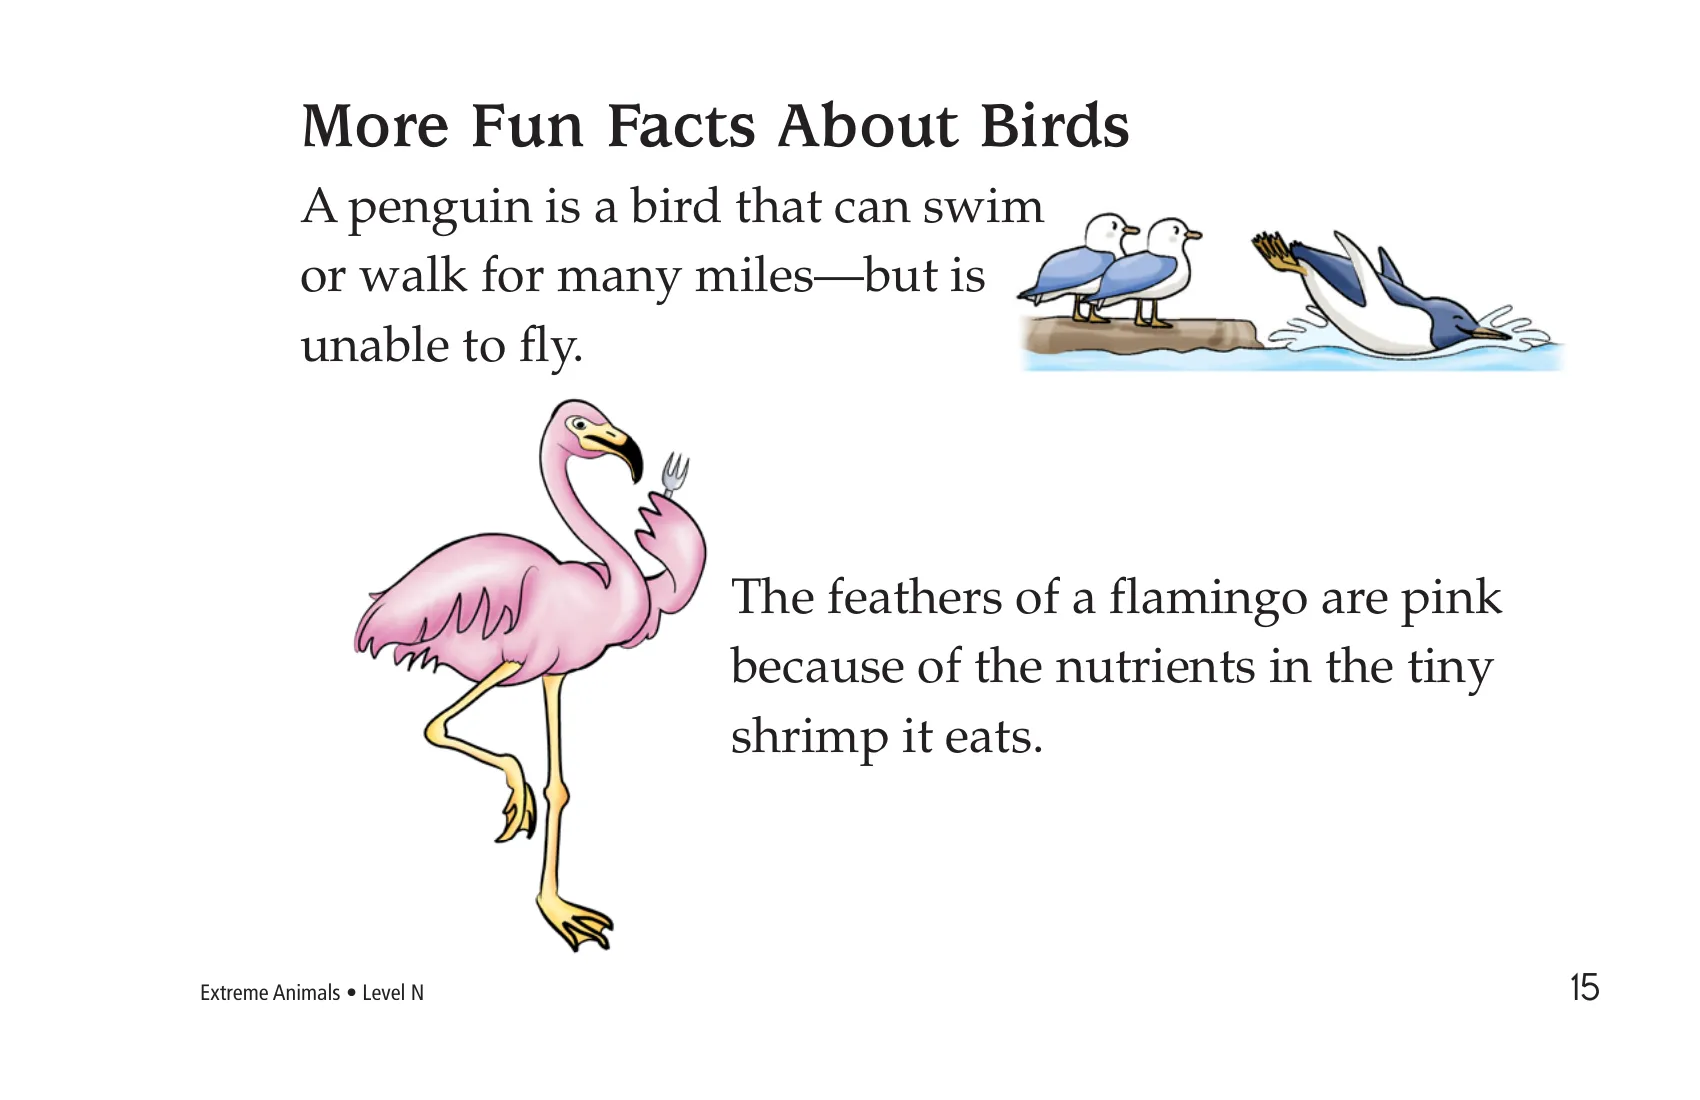 More Fun Facts About Birds
A penguin is a bird that can swim
or walk for many miles—but is
unable to fly.
The feathers of a flamingo are pink
because of the nutrients in the tiny
shrimp it eats.
Extreme Animals • Level N
15